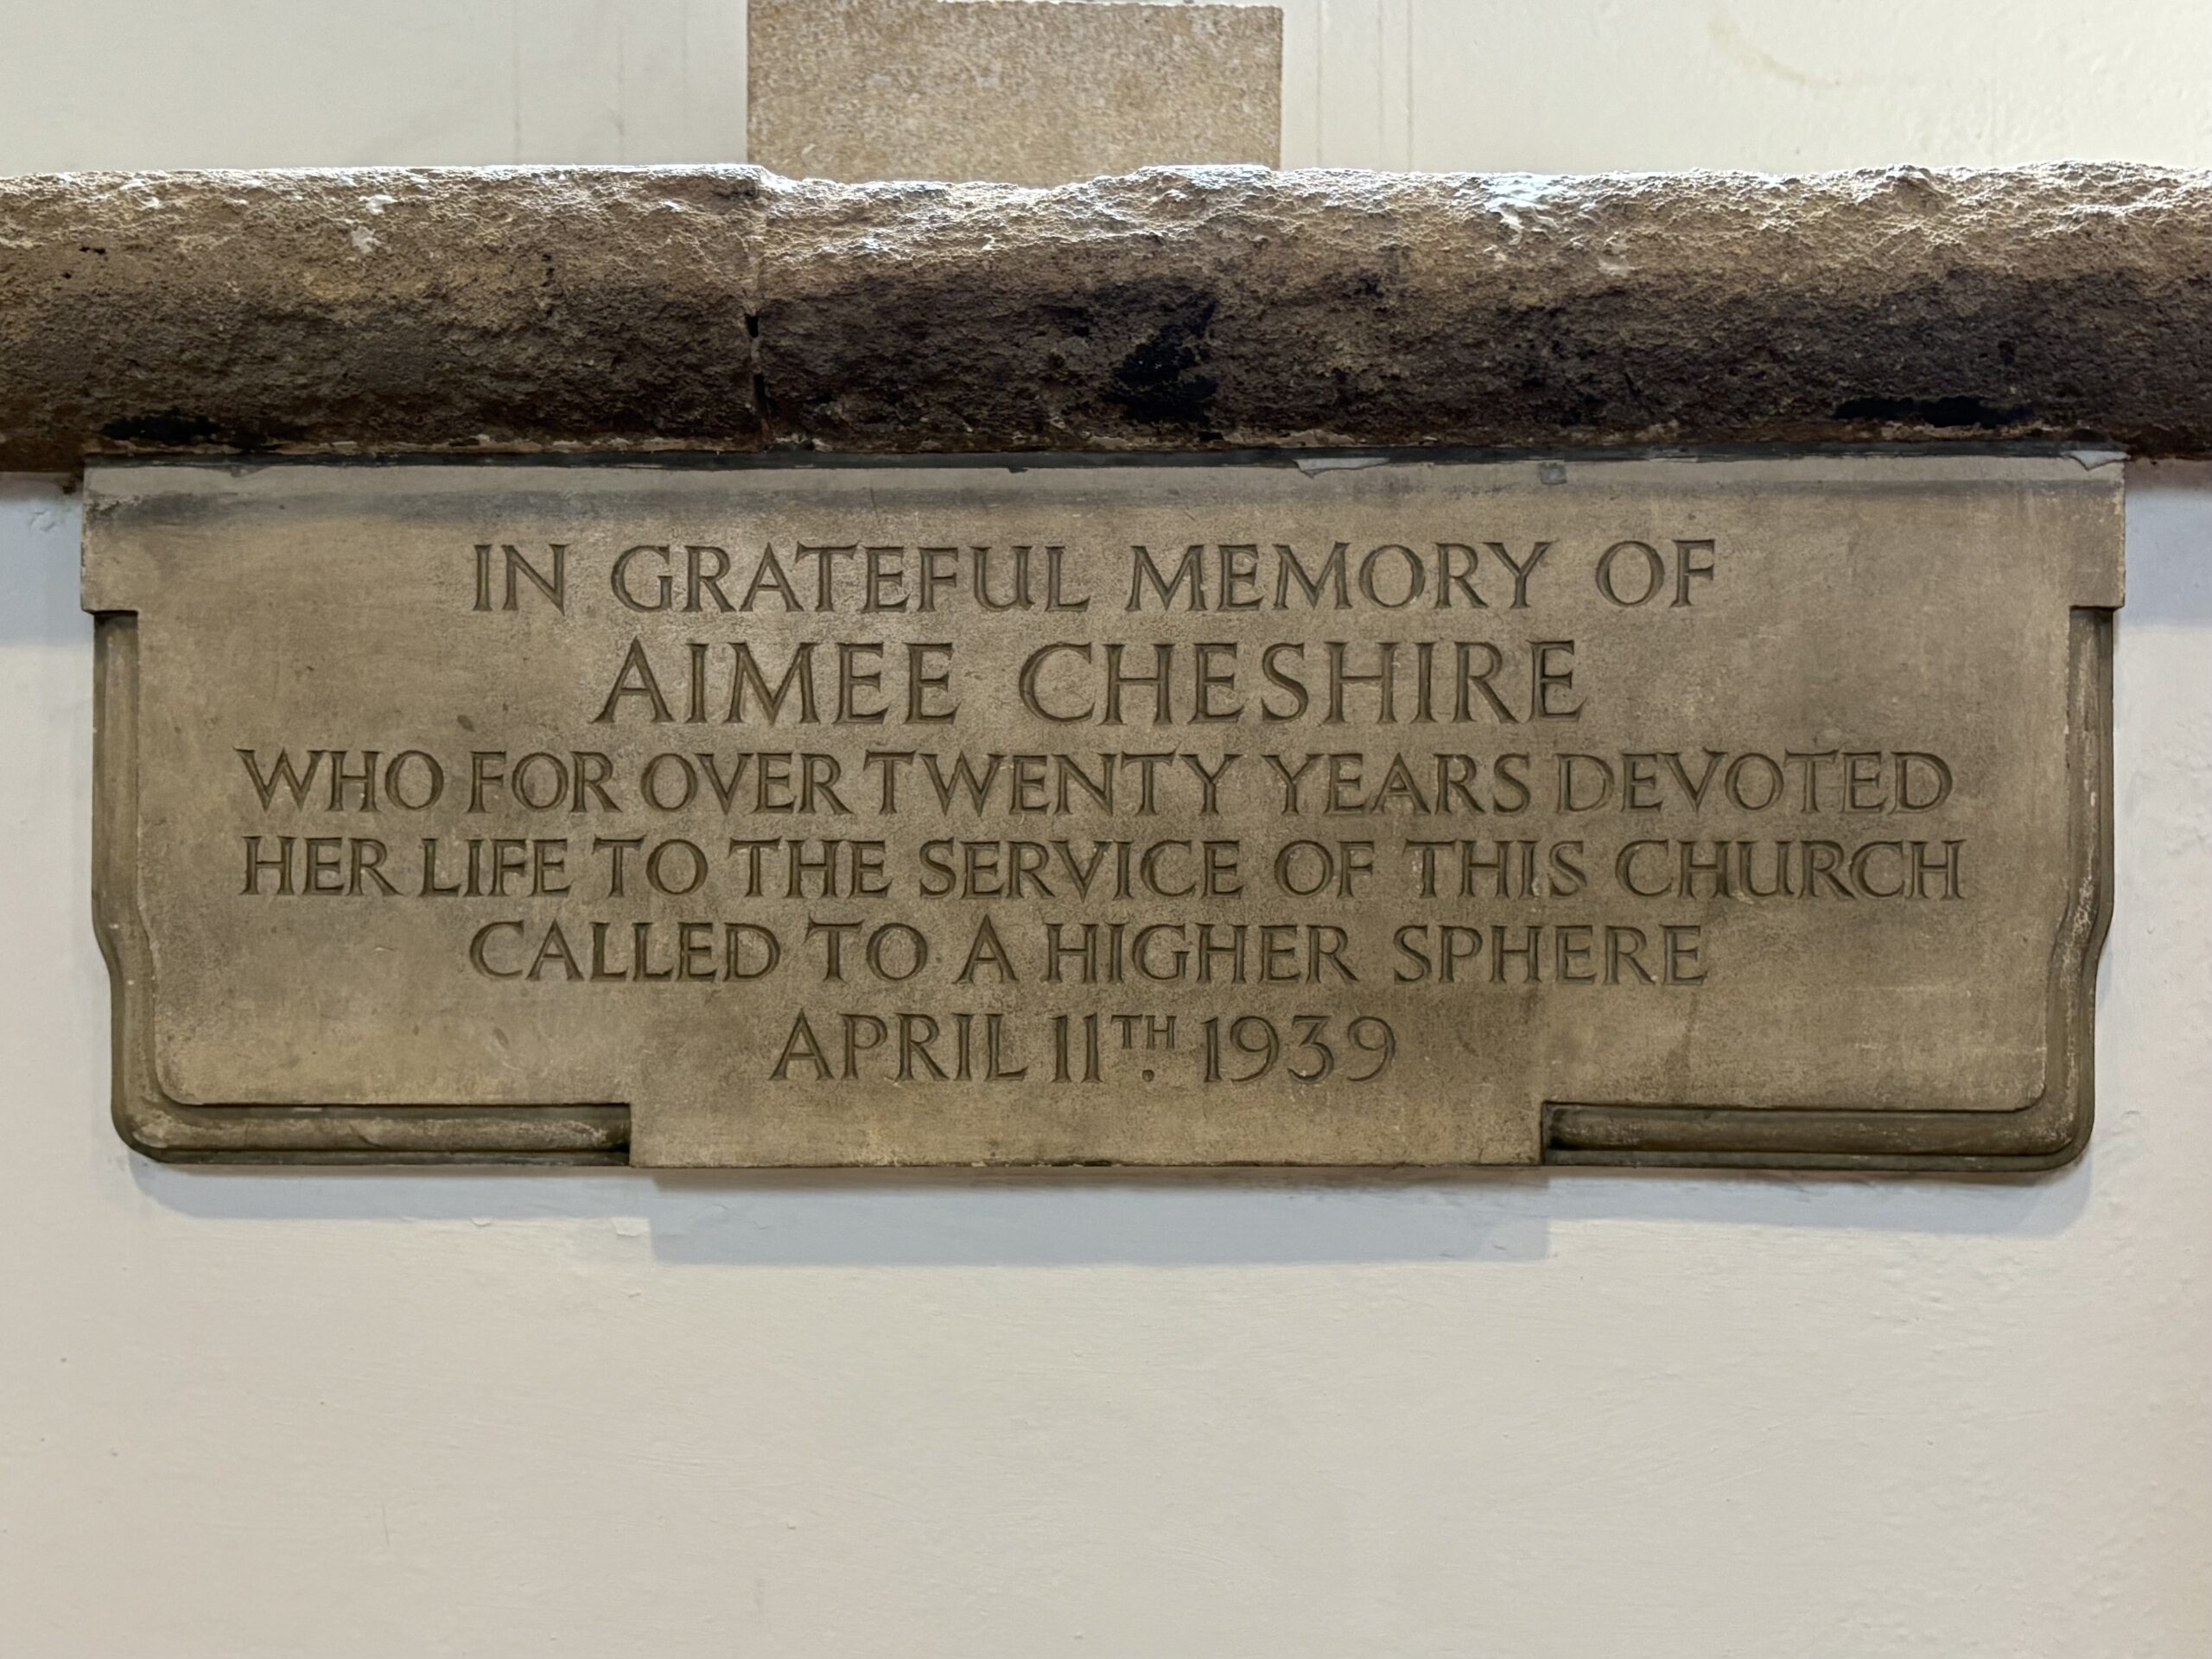 IN GRATEFUL MEMORY OF
AIMEE CHESHIRE
WHO FOR OVER TWENTY YEARS DEVOTED
HER LIFE TO THE SERVICE OF THIS CHURCH
CALLED TO A HIGHER SPHERE
APRIL 11TH. 1939